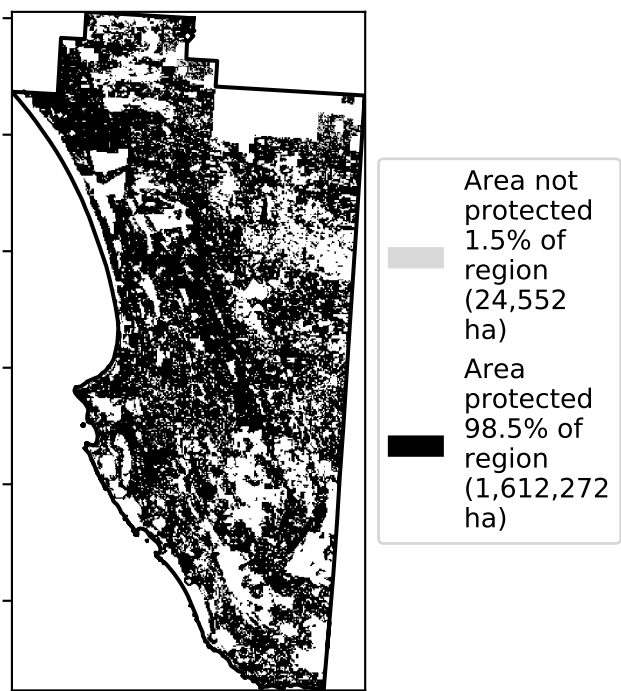 Area not
protected
1.5% of
region
(24,552
ha)
Area
protected
98.5% of
region
(1,612,272
ha)